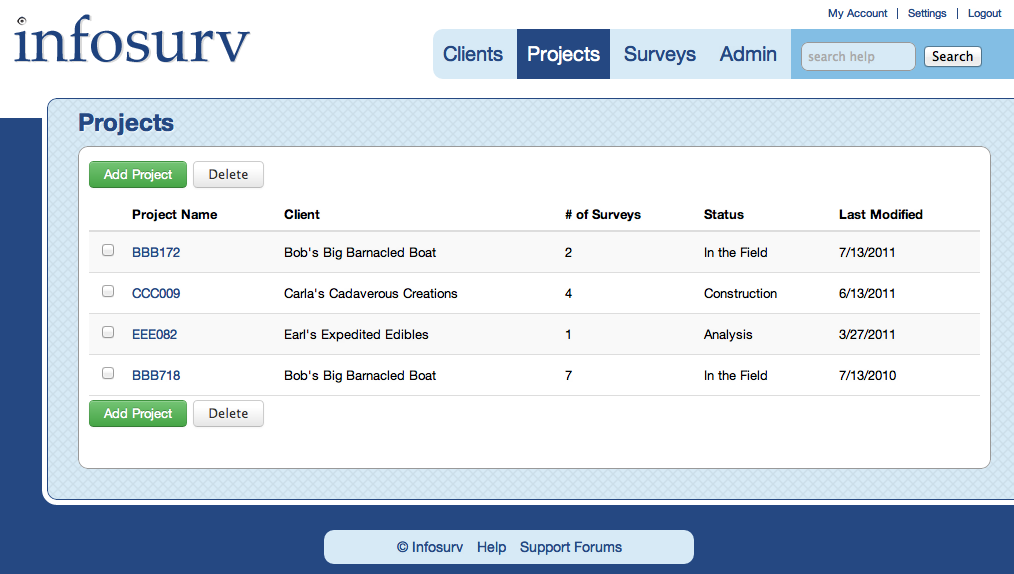 infosurv
My Account | Settings | Logout
Clients Projects Surveys Admin search help Search
Projects
Add Project Delete
Project Name Client # of Surveys Status Last Modified
BBB172 Bob's Big Barnacled Boat 2 In the Field 7/13/2011
CCC009 Carla's Cadaverous Creations 4 Construction 6/13/2011
EEE082 Earl's Expedited Edibles 1 Analysis 3/27/2011
BBB718 Bob's Big Barnacled Boat 7 In the Field 7/13/2010
Add Project Delete
© Infosurv Help Support Forums